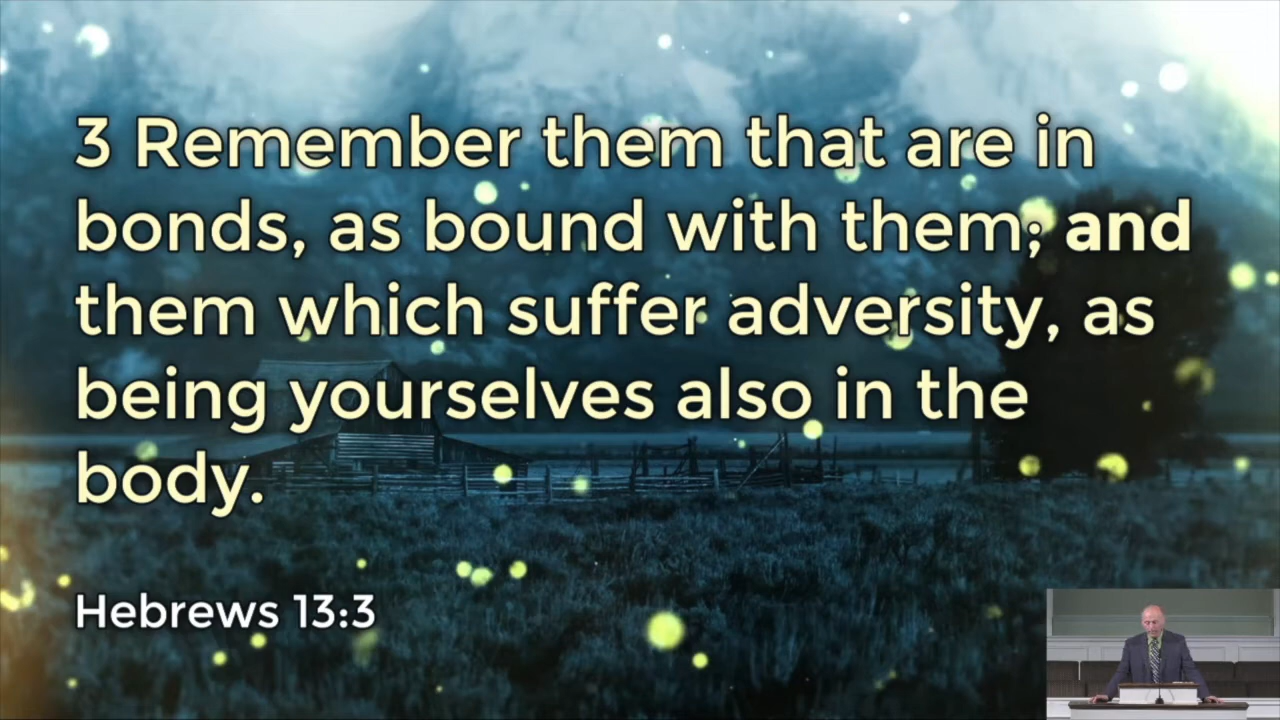 3 Remember them that are in
bonds, as bound with them; and
them which suffer adversity, as
being yourselves also in the
body.
Hebrews 13:3